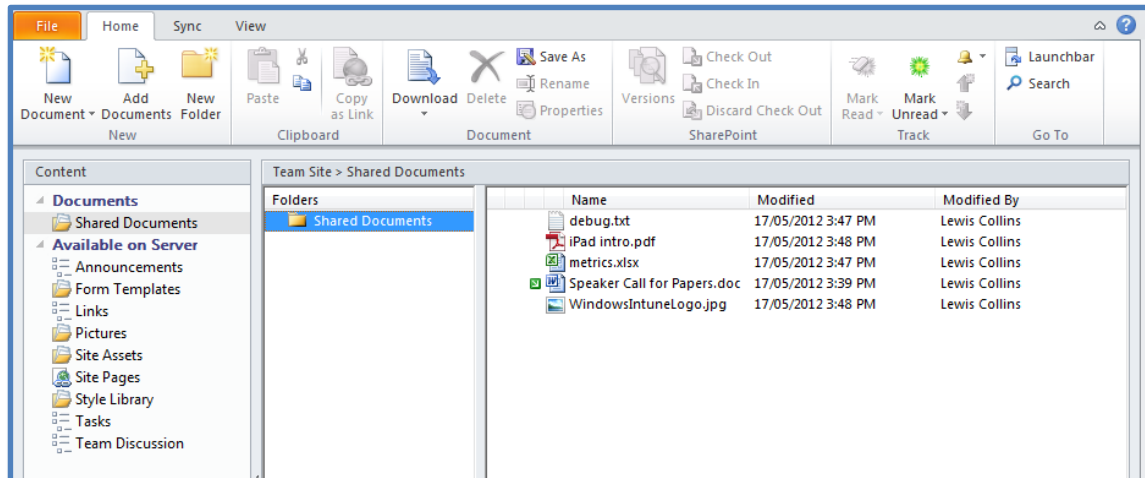 File Home Sync View
New Document Add Documents New Folder
New
Paste Copy as Link
Clipboard
Download Delete Save As Rename Properties
Document
Versions Check Out Check In Discard Check Out
SharePoint
Mark Read Mark Unread
Track
Launchbar Search
Go To
Content
Documents
Shared Documents
Available on Server
Announcements
Form Templates
Links
Pictures
Site Assets
Site Pages
Style Library
Tasks
Team Discussion
Team Site > Shared Documents
Folders
Shared Documents
Name Modified Modified By
debug.txt 17/05/2012 3:47 PM Lewis Collins
iPad intro.pdf 17/05/2012 3:48 PM Lewis Collins
metrics.xlsx 17/05/2012 3:47 PM Lewis Collins
Speaker Call for Papers.doc 17/05/2012 3:39 PM Lewis Collins
WindowsIntuneLogo.jpg 17/05/2012 3:48 PM Lewis Collins